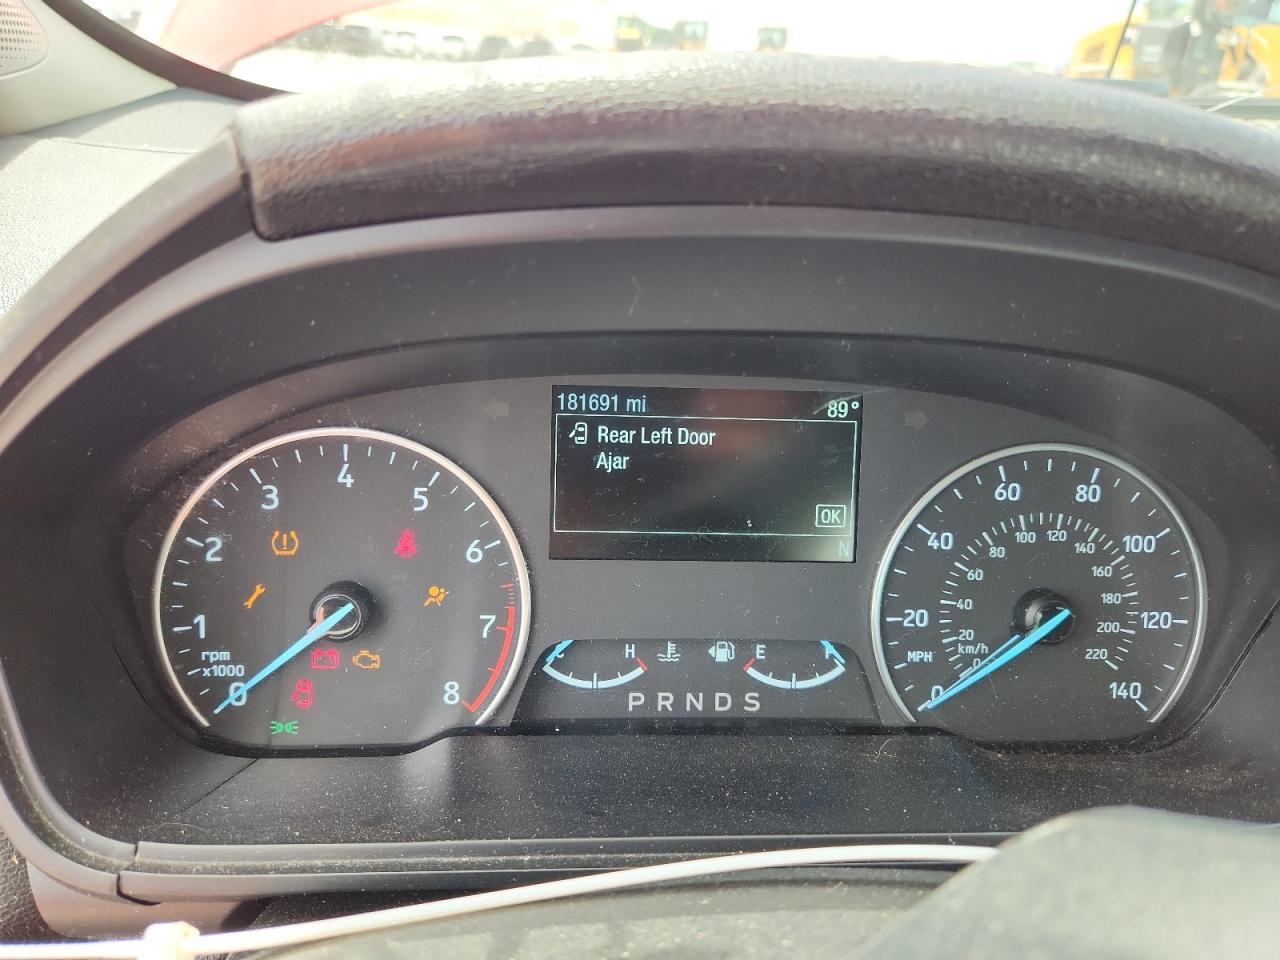 181691 mi 89°
Rear Left Door
Ajar
OK
N
0 1 2 3 4 5 6 7 8
rpm
x1000
C H
E F
P R N D S
0 20 40 60 80 100 120 140
MPH
0 20 40 60 80 100 120 140 160 180 200 220
km/h